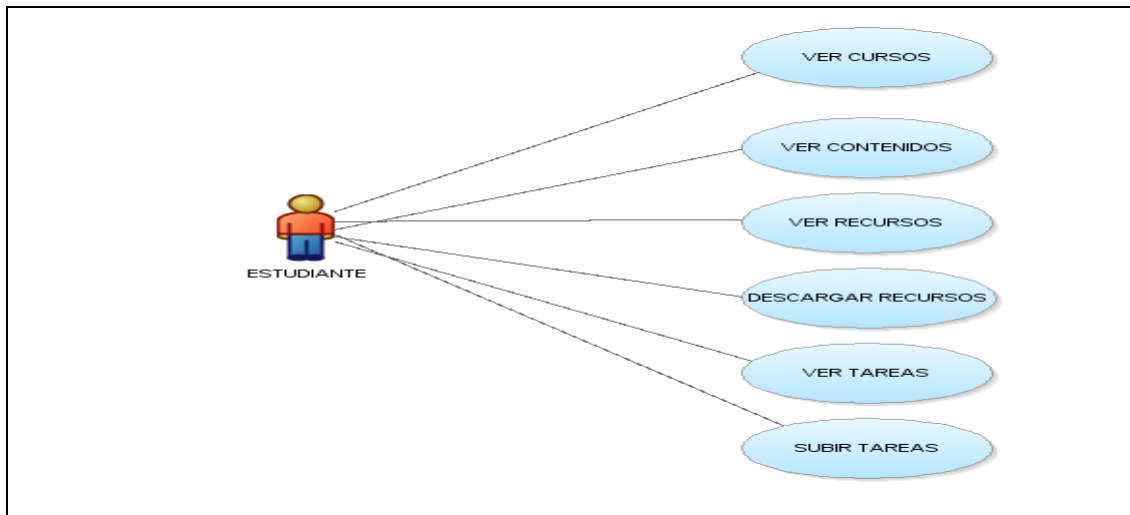 VER CURSOS
VER CONTENIDOS
VER RECURSOS
ESTUDIANTE
DESCARGAR RECURSOS
VER TAREAS
SUBIR TAREAS